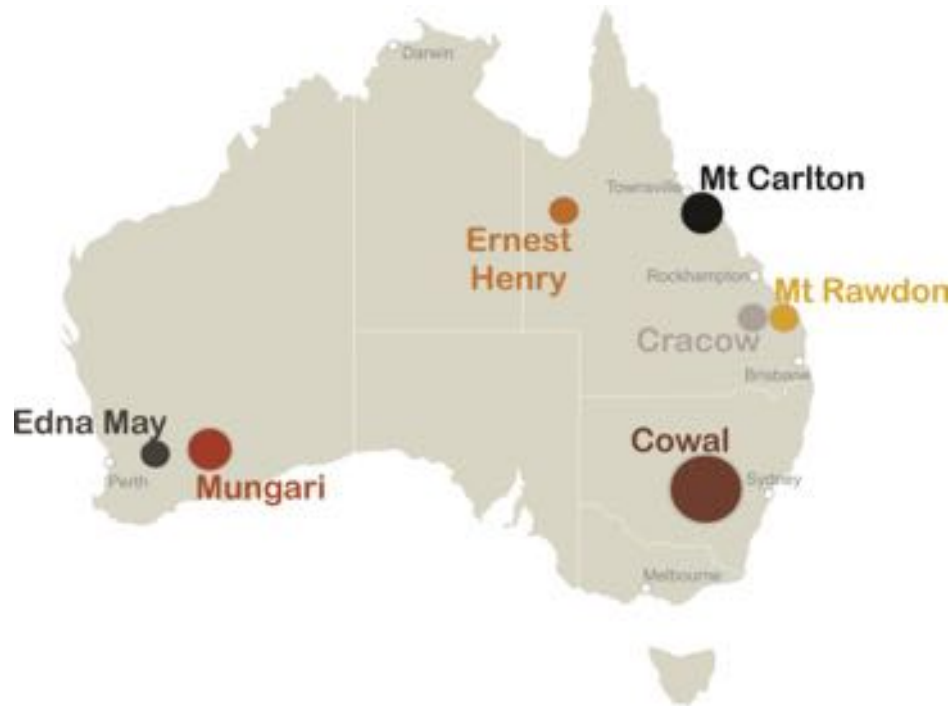 Darwin
Townsville
Mt Carlton
Ernest
Henry
Rockhampton
Mt Rawdon
Cracow
Brisbane
Edna May
Cowal
Perth
Mungari
Sydney
Melbourne